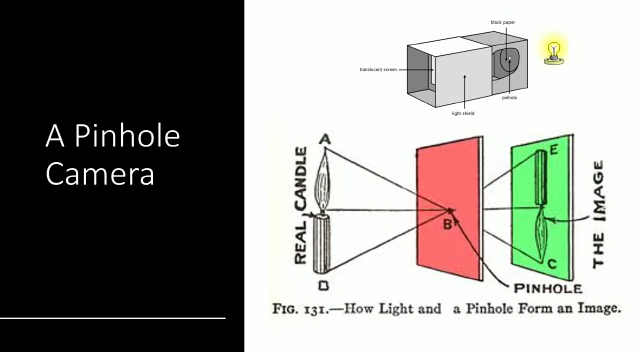 A Pinhole
Camera
black paper
translucent screen
pinhole
light shield
A
E
REAL CANDLE
B
THE IMAGE
C
B
PINHOLE
FIG. 131.—How Light and a Pinhole Form an Image.